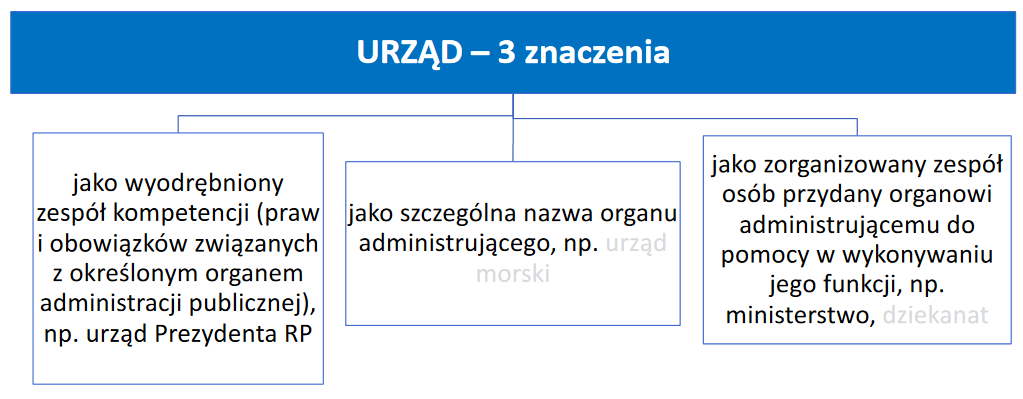 URZĄD – 3 znaczenia
jako wyodrębniony
zespół kompetencji (praw
i obowiązków związanych
z określonym organem
administracji publicznej),
np. urząd Prezydenta RP
jako szczególna nazwa organu
administrującego, np. urząd
morski
jako zorganizowany zespół
osób przydany organowi
administrującemu do
pomocy w wykonywaniu
jego funkcji, np.
ministerstwo, dziekanat